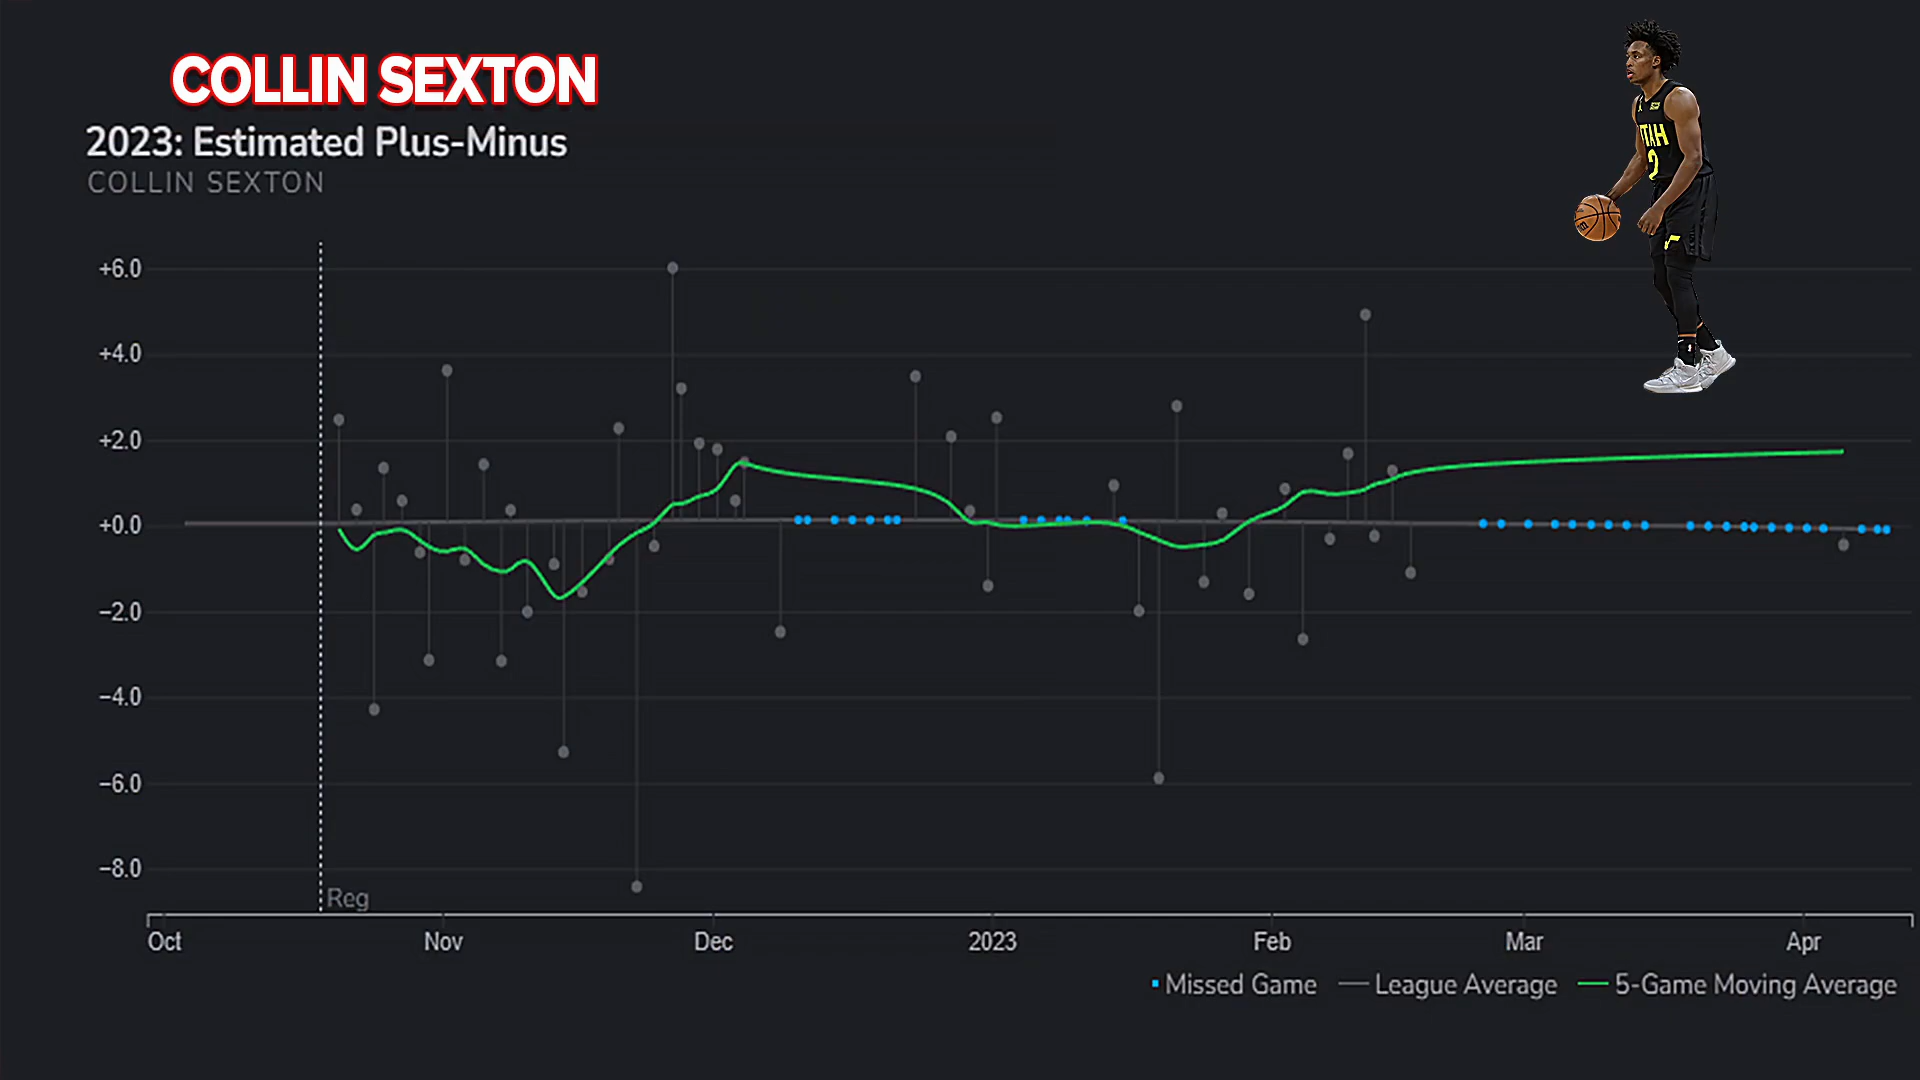 COLLIN SEXTON
2023: Estimated Plus-Minus
COLLIN SEXTON
UTAH
2
+6.0
+4.0
+2.0
+0.0
−2.0
−4.0
−6.0
−8.0
Reg
Oct Nov Dec 2023 Feb Mar Apr
Missed Game League Average 5-Game Moving Average